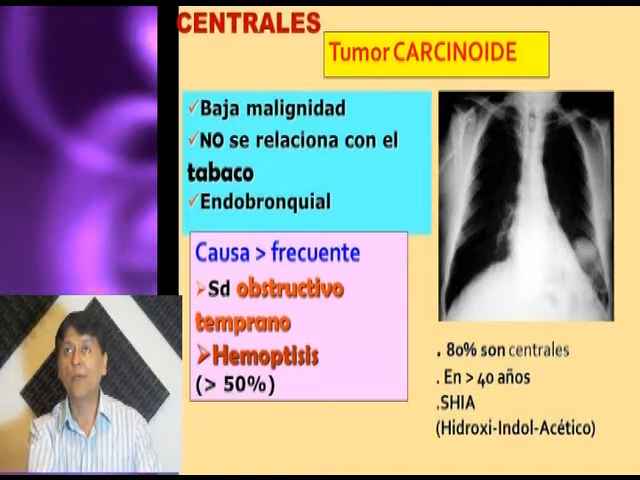 CENTRALES
Tumor CARCINOIDE
Baja malignidad
NO se relaciona con el
tabaco
Endobronquial
Causa > frecuente
Sd obstructivo
temprano
Hemoptisis
(> 50%)
. 80% son centrales
. En > 40 años
.SHIA
(Hidroxi-Indol-Acético)